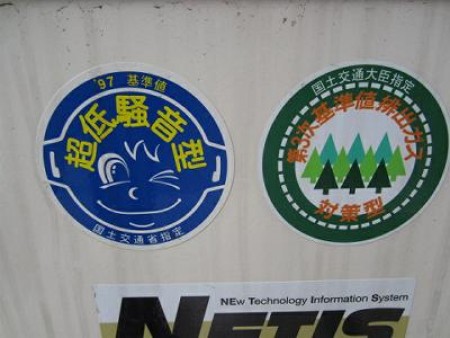 '97 基準値
超低騒音型
国土交通省指定
国土交通大臣指定
第3次基準値排出ガス
対策型
NEw Technology Information System
NETIS